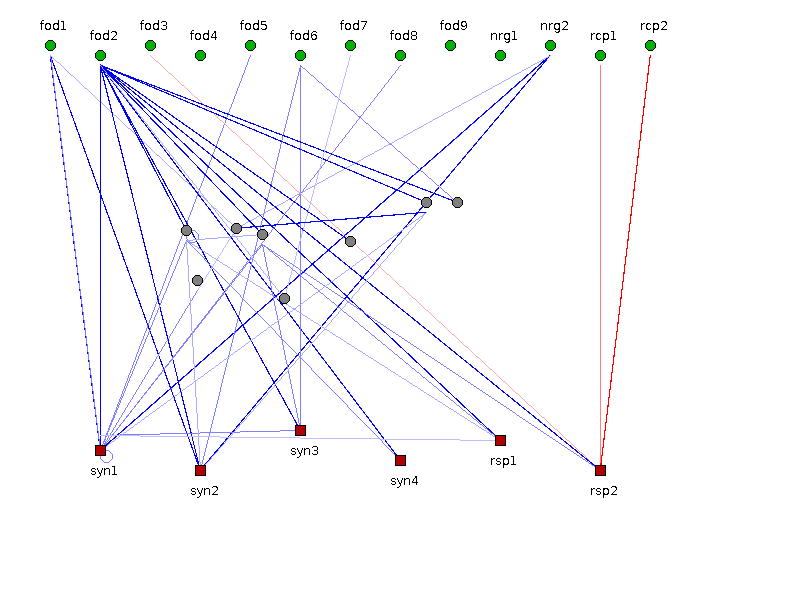 fod1 fod2 fod3 fod4 fod5 fod6 fod7 fod8 fod9 nrg1 nrg2 rcp1 rcp2
syn1 syn2 syn3 syn4 rsp1 rsp2